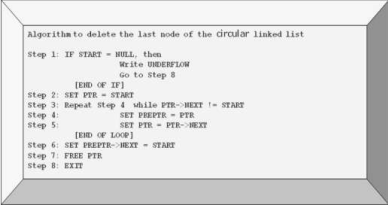 Algorithm to delete the last node of the circular linked list
Step 1: IF START = NULL, then
Write UNDERFLOW
Go to Step 8
[END OF IF]
Step 2: SET PTR = START
Step 3: Repeat Step 4 while PTR->NEXT != START
Step 4: SET PREPTR = PTR
Step 5: SET PTR = PTR->NEXT
[END OF LOOP]
Step 6: SET PREPTR->NEXT = START
Step 7: FREE PTR
Step 8: EXIT